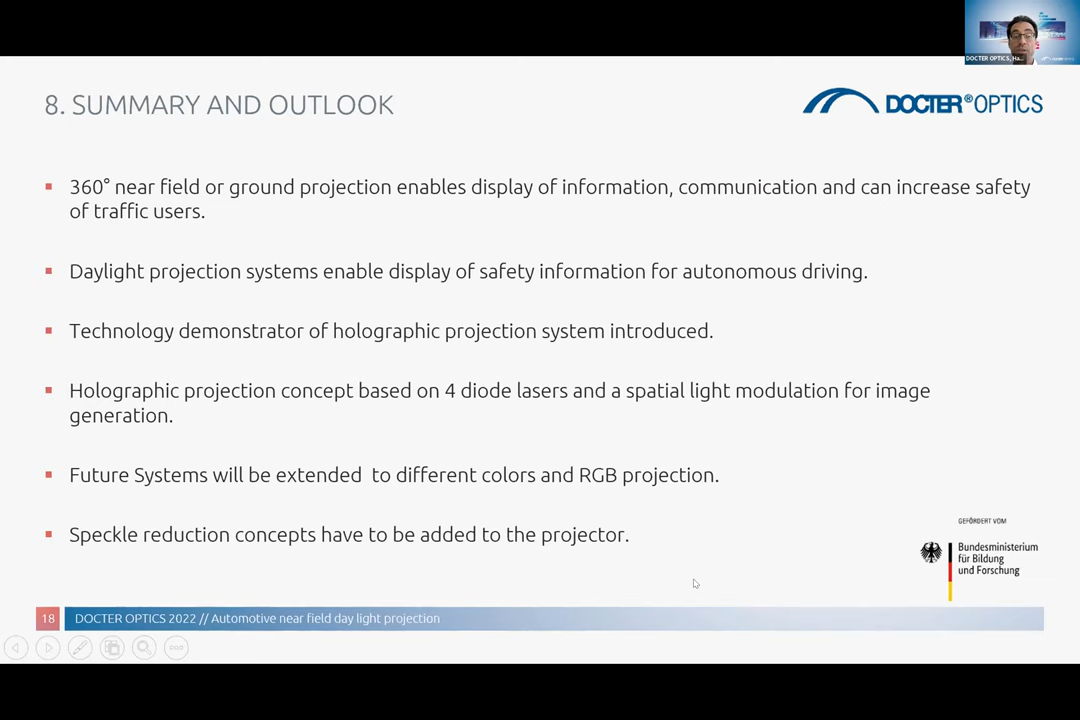 DOCTER OPTICS, Ha...
8. SUMMARY AND OUTLOOK
DOCTER®OPTICS
▪ 360° near field or ground projection enables display of information, communication and can increase safety
of traffic users.
▪ Daylight projection systems enable display of safety information for autonomous driving.
▪ Technology demonstrator of holographic projection system introduced.
▪ Holographic projection concept based on 4 diode lasers and a spatial light modulation for image
generation.
▪ Future Systems will be extended  to different colors and RGB projection.
▪ Speckle reduction concepts have to be added to the projector.
GEFÖRDERT VOM
Bundesministerium
für Bildung
und Forschung
18 DOCTER OPTICS 2022 // Automotive near field day light projection